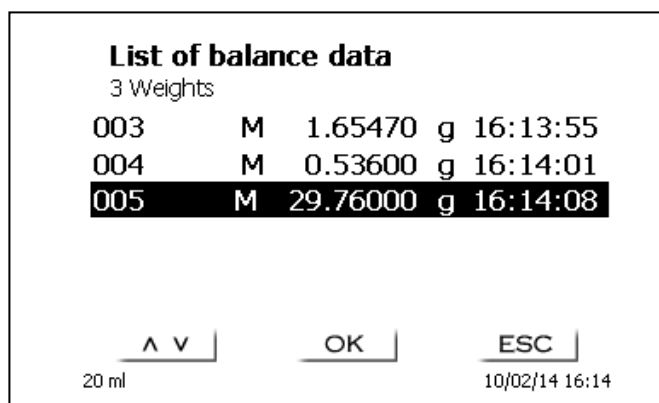 List of balance data
3 Weights
003 M 1.65470 g 16:13:55
004 M 0.53600 g 16:14:01
005 M 29.76000 g 16:14:08
∧ ∨ OK ESC
20 ml 10/02/14 16:14